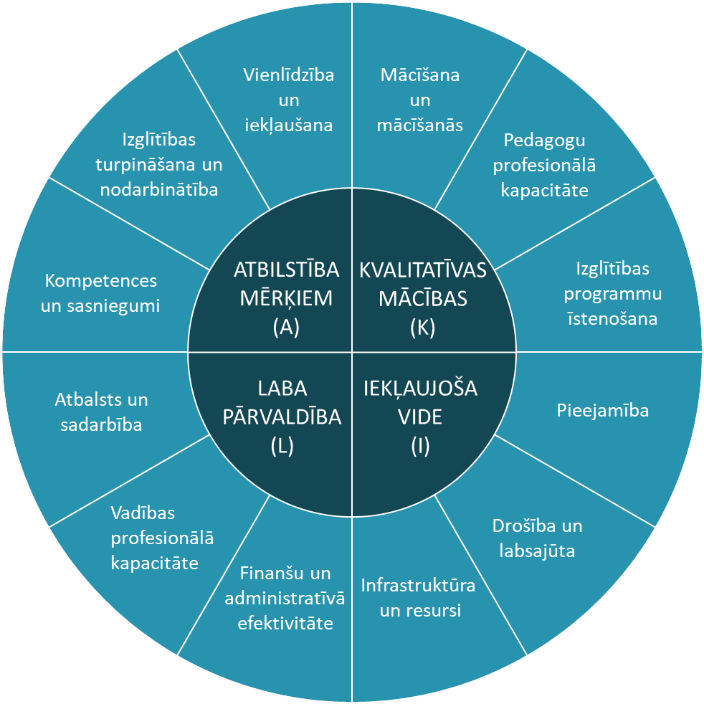 Vienlīdzība
un
iekļaušana
Mācīšana
un
mācīšanās
Pedagogu
profesionālā
kapacitāte
Izglītības
programmu
īstenošana
Pieejamība
Drošība un
labsajūta
Infrastruktūra
un resursi
Finanšu un
administratīvā
efektivitāte
Vadības
profesionālā
kapacitāte
Atbalsts un
sadarbība
Kompetences
un sasniegumi
Izglītības
turpināšana un
nodarbinātība
ATBILSTĪBA
MĒRĶIEM
(A)
KVALITATĪVAS
MĀCĪBAS
(K)
LABA
PĀRVALDĪBA
(L)
IEKĻAUJOŠA
VIDE
(I)